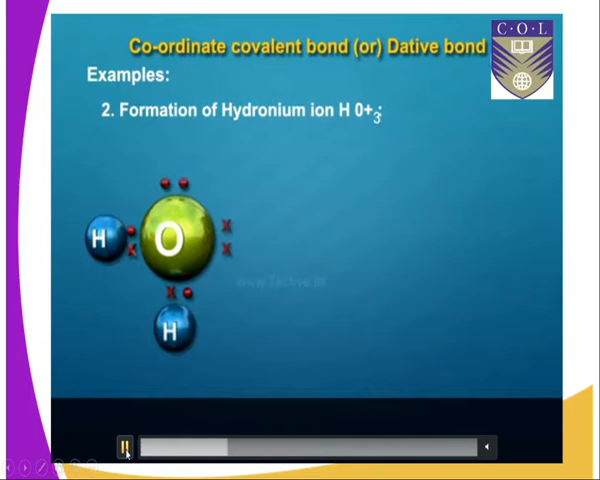 Co-ordinate covalent bond (or) Dative bond
C·O·L
Examples:
2. Formation of Hydronium ion H 0+3:
H
O
x
x
x
x
H